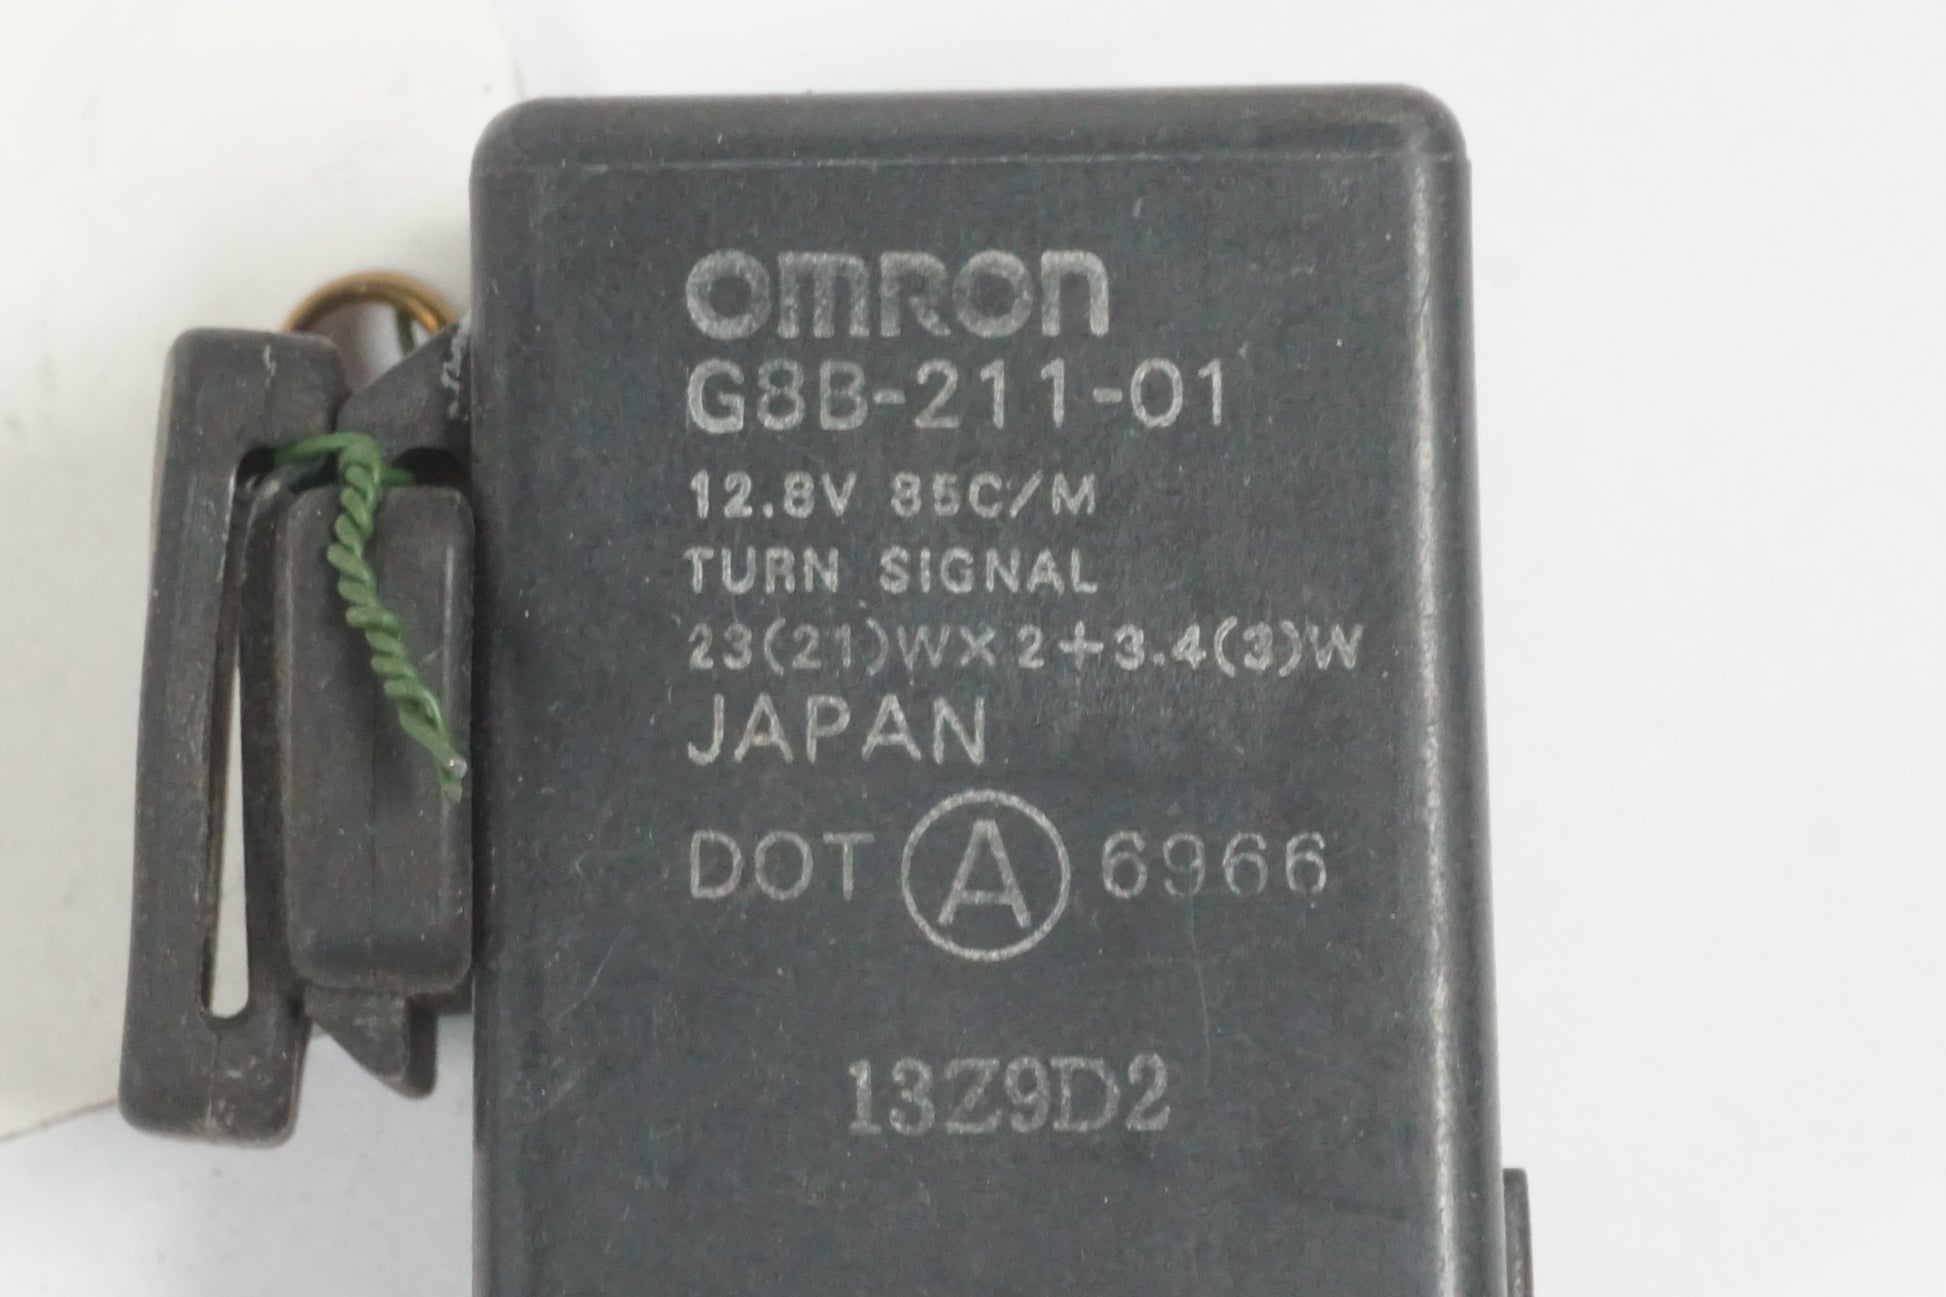 OMRON
G8B-211-01
12.8V 85C/M
TURN SIGNAL
23(21)W×2+3.4(3)W
JAPAN
DOT A 6966
13Z9D2